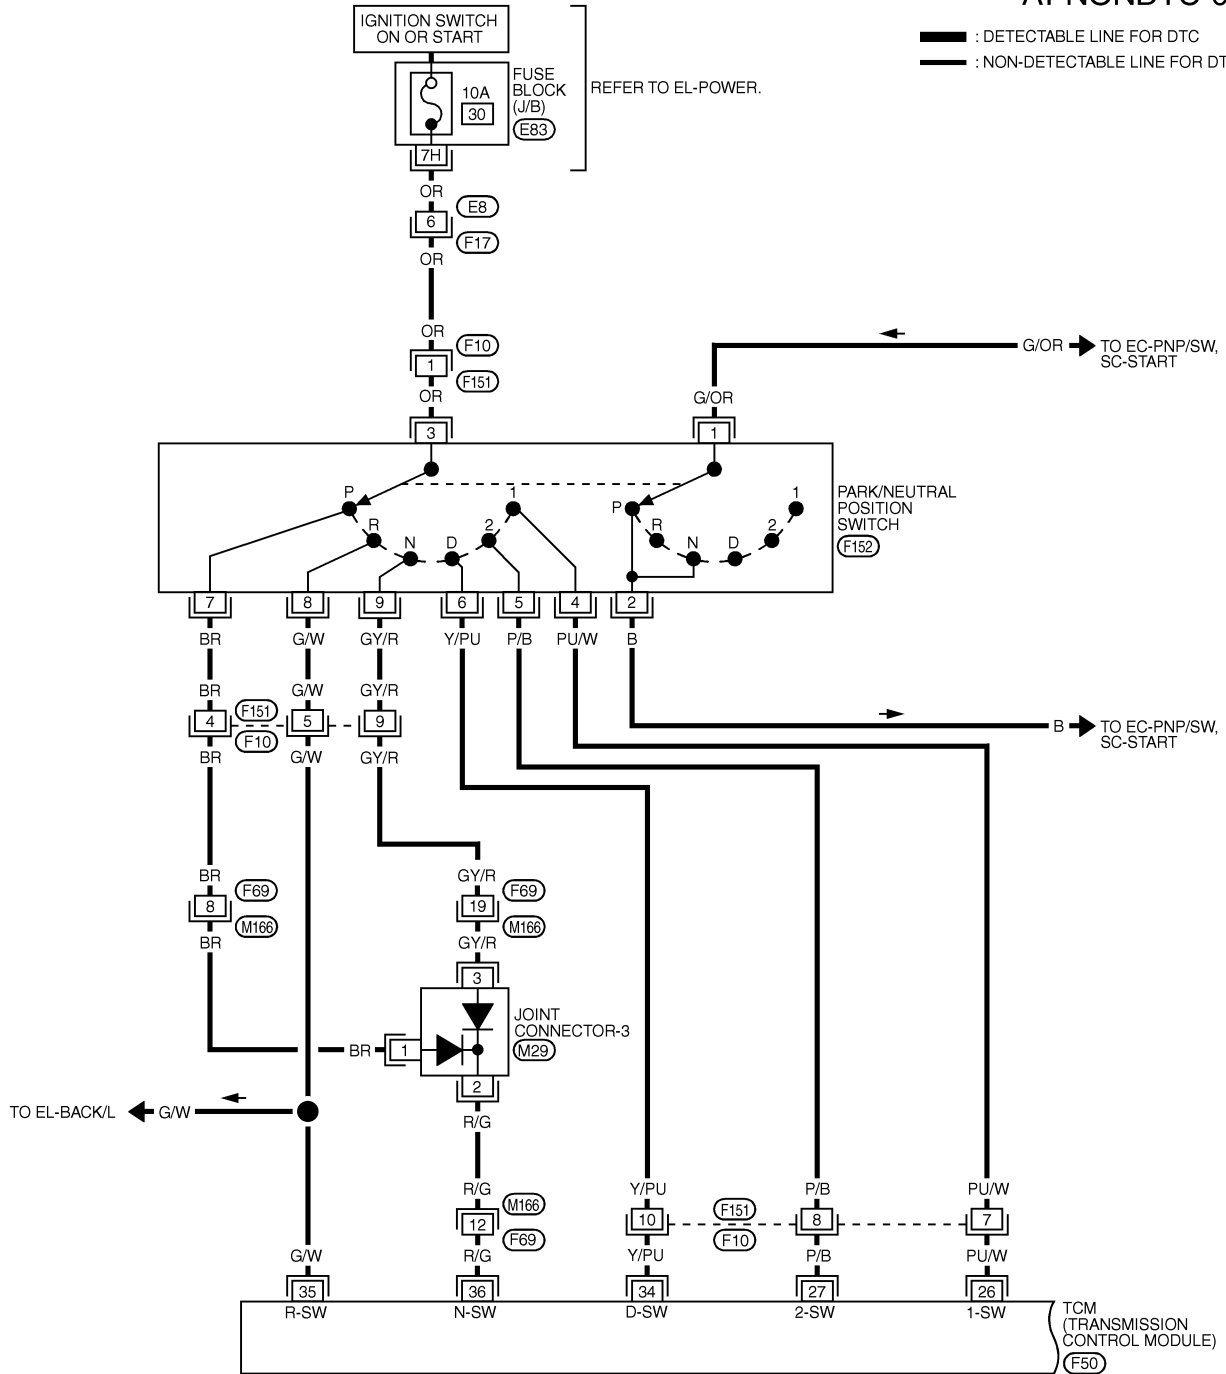 IGNITION SWITCH
ON OR START
: DETECTABLE LINE FOR DTC
: NON-DETECTABLE LINE FOR DT
FUSE
BLOCK
(J/B)
E83
10A
30
REFER TO EL-POWER.
7H
OR
E8
6
F17
OR
OR
F10
1
F151
OR
3
G/OR
TO EC-PNP/SW,
SC-START
G/OR
1
P
R
N
D
2
1
P
R
N
D
2
1
PARK/NEUTRAL
POSITION
SWITCH
F152
7
8
9
6
5
4
2
BR
G/W
GY/R
Y/PU
P/B
PU/W
B
BR
G/W
GY/R
4
F151
F10
5
9
BR
G/W
GY/R
B
TO EC-PNP/SW,
SC-START
BR
F69
8
M166
BR
GY/R
F69
19
M166
GY/R
3
JOINT
CONNECTOR-3
M29
BR
1
2
R/G
TO EL-BACK/L
G/W
R/G
M166
12
F69
R/G
Y/PU
P/B
PU/W
10
F151
F10
8
7
G/W
Y/PU
P/B
PU/W
35
36
34
27
26
R-SW
N-SW
D-SW
2-SW
1-SW
TCM
(TRANSMISSION
CONTROL MODULE)
F50